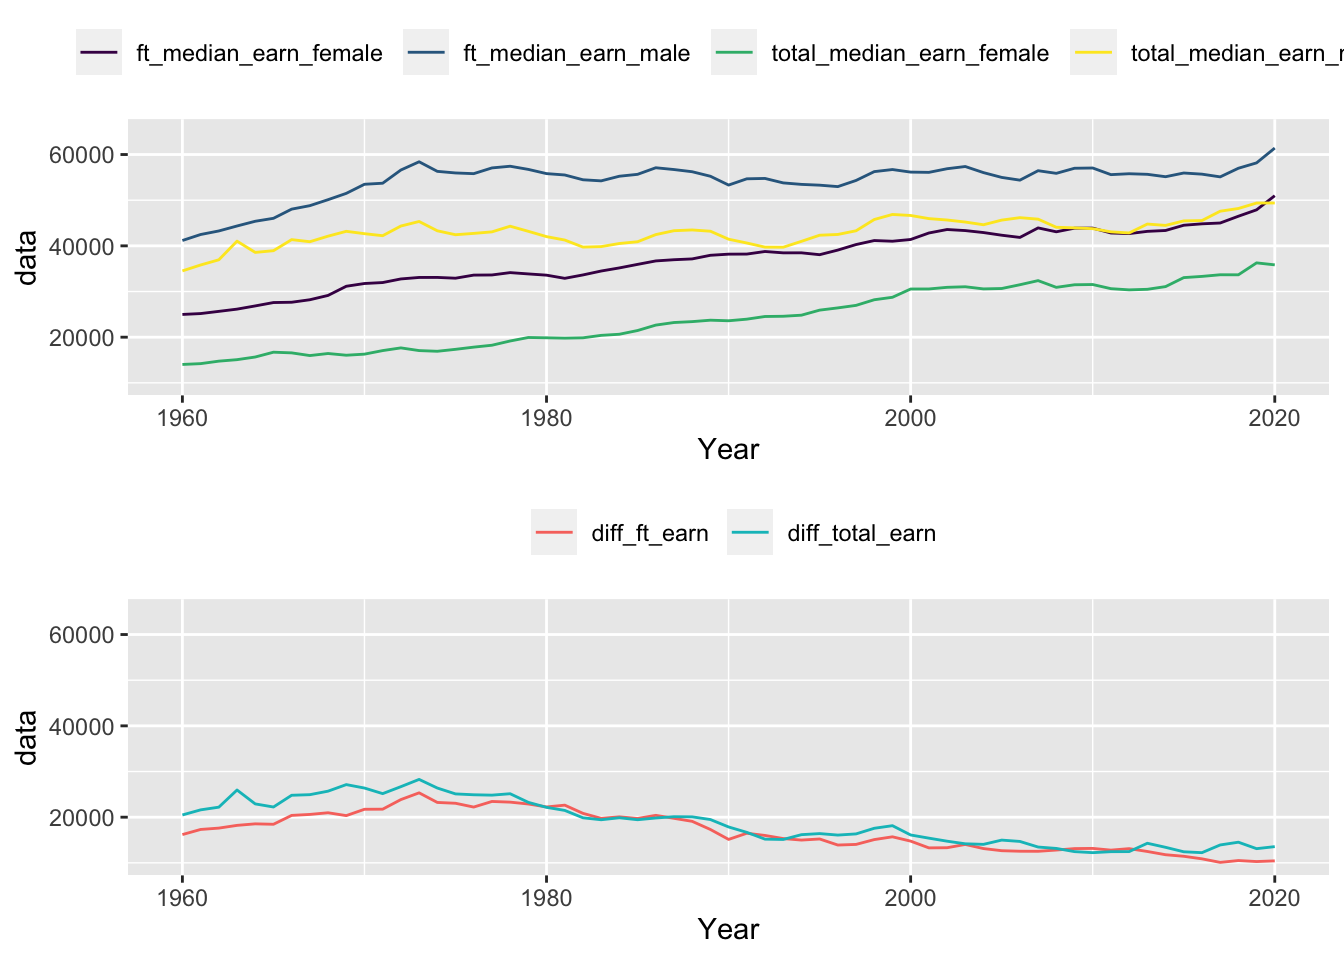 ft_median_earn_female ft_median_earn_male total_median_earn_female total_median_earn_
data
60000
40000
20000
1960 1980 2000 2020
Year
diff_ft_earn diff_total_earn
data
60000
40000
20000
1960 1980 2000 2020
Year